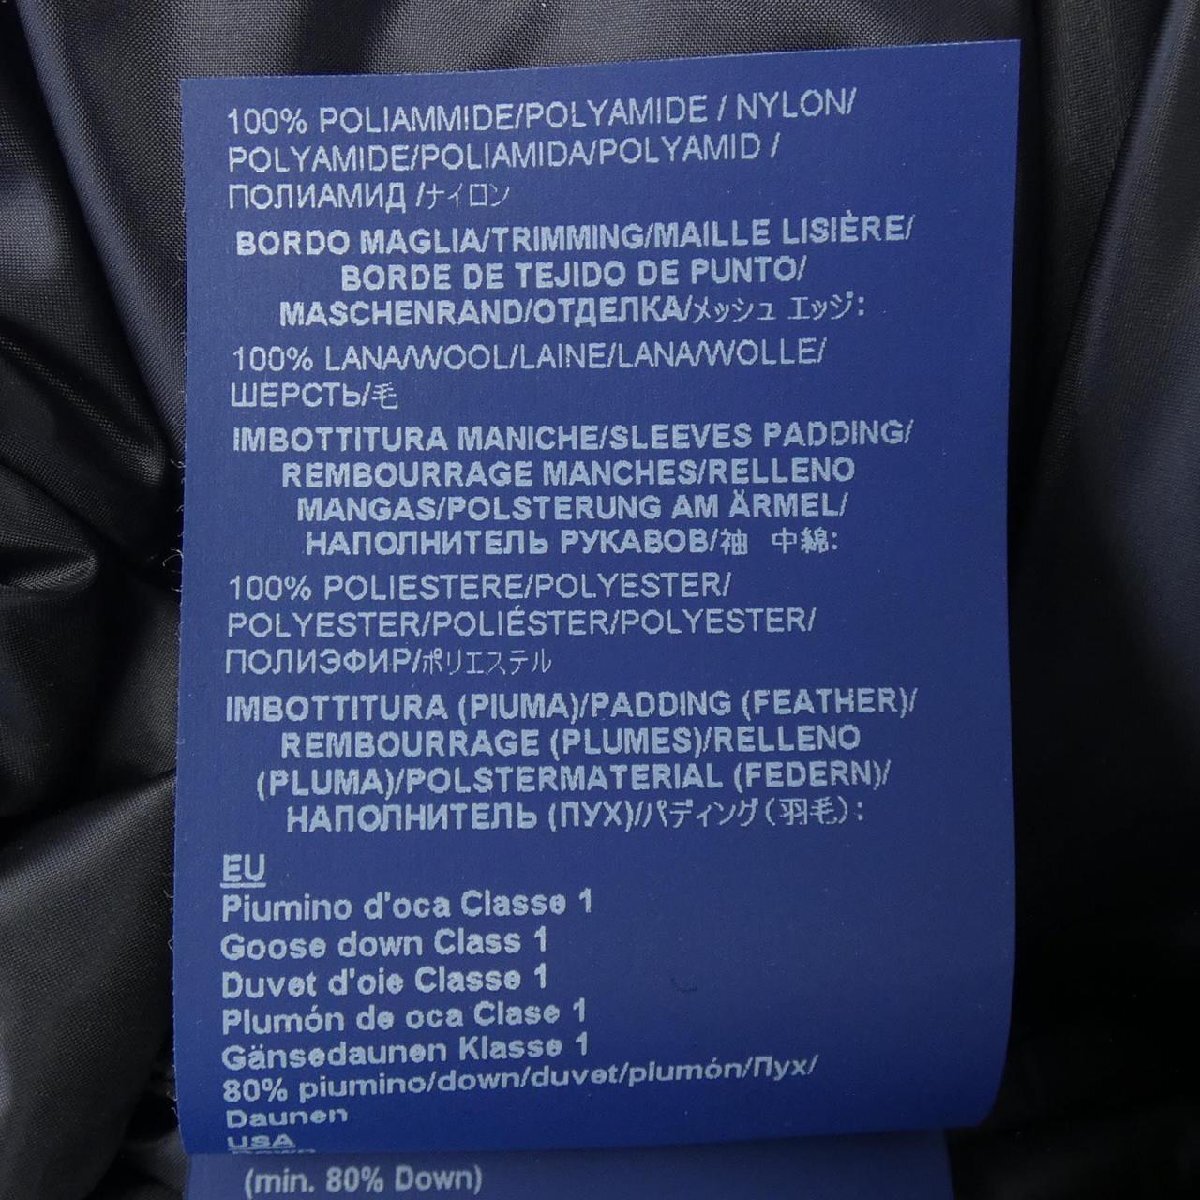 100% POLIAMMIDE/POLYAMIDE / NYLON/
POLYAMIDE/POLIAMIDA/POLYAMID /
ПОЛИАМИД /ナイロン
BORDO MAGLIA/TRIMMING/MAILLE LISIÈRE/
BORDE DE TEJIDO DE PUNTO/
MASCHENRAND/ОТДЕЛКА/メッシュ エッジ:
100% LANA/WOOL/LAINE/LANA/WOLLE/
ШЕРСТЬ/毛
IMBOTTITURA MANICHE/SLEEVES PADDING/
REMBOURRAGE MANCHES/RELLENO
MANGAS/POLSTERUNG AM ÄRMEL/
НАПОЛНИТЕЛЬ РУКАВОВ/袖 中綿:
100% POLIESTERE/POLYESTER/
POLYESTER/POLIÉSTER/POLYESTER/
ПОЛИЭФИР/ポリエステル
IMBOTTITURA (PIUMA)/PADDING (FEATHER)/
REMBOURRAGE (PLUMES)/RELLENO
(PLUMA)/POLSTERMATERIAL (FEDERN)/
НАПОЛНИТЕЛЬ (ПУХ)/パディング(羽毛):
EU
Piumino d'oca Classe 1
Goose down Class 1
Duvet d'oie Classe 1
Plumón de oca Clase 1
Gänsedaunen Klasse 1
80% piumino/down/duvet/plumón/Пух/
Daunen
USA
(min. 80% Down)